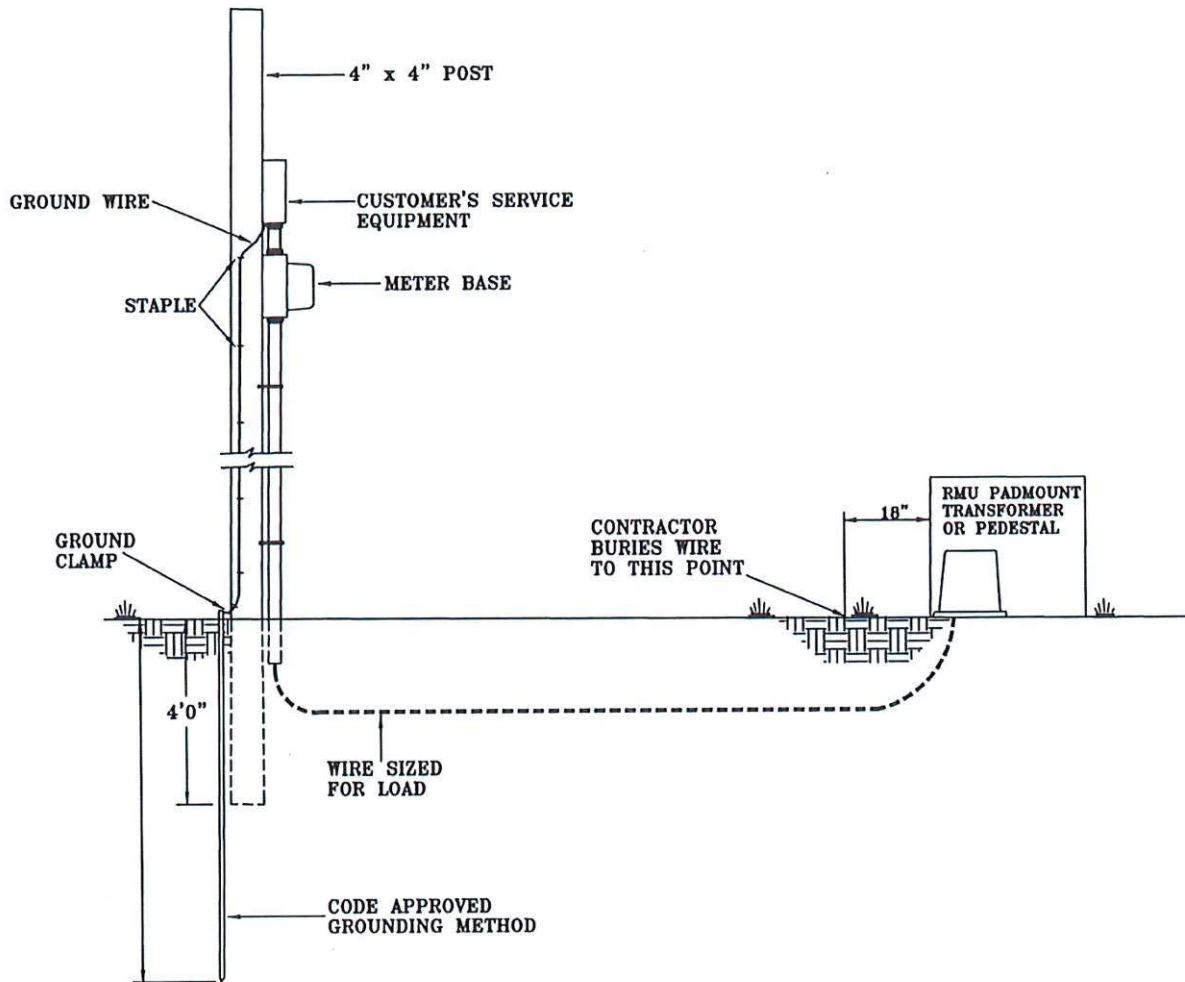 4" x 4" POST
GROUND WIRE
CUSTOMER'S SERVICE
EQUIPMENT
METER BASE
STAPLE
GROUND
CLAMP
CONTRACTOR
BURIES WIRE
TO THIS POINT
18"
RMU PADMOUNT
TRANSFORMER
OR PEDESTAL
4'0"
WIRE SIZED
FOR LOAD
CODE APPROVED
GROUNDING METHOD